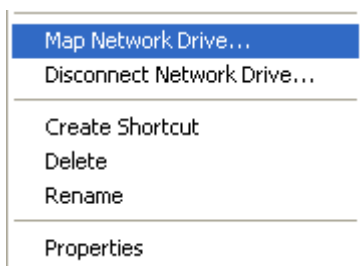 Map Network Drive...
Disconnect Network Drive...
Create Shortcut
Delete
Rename
Properties